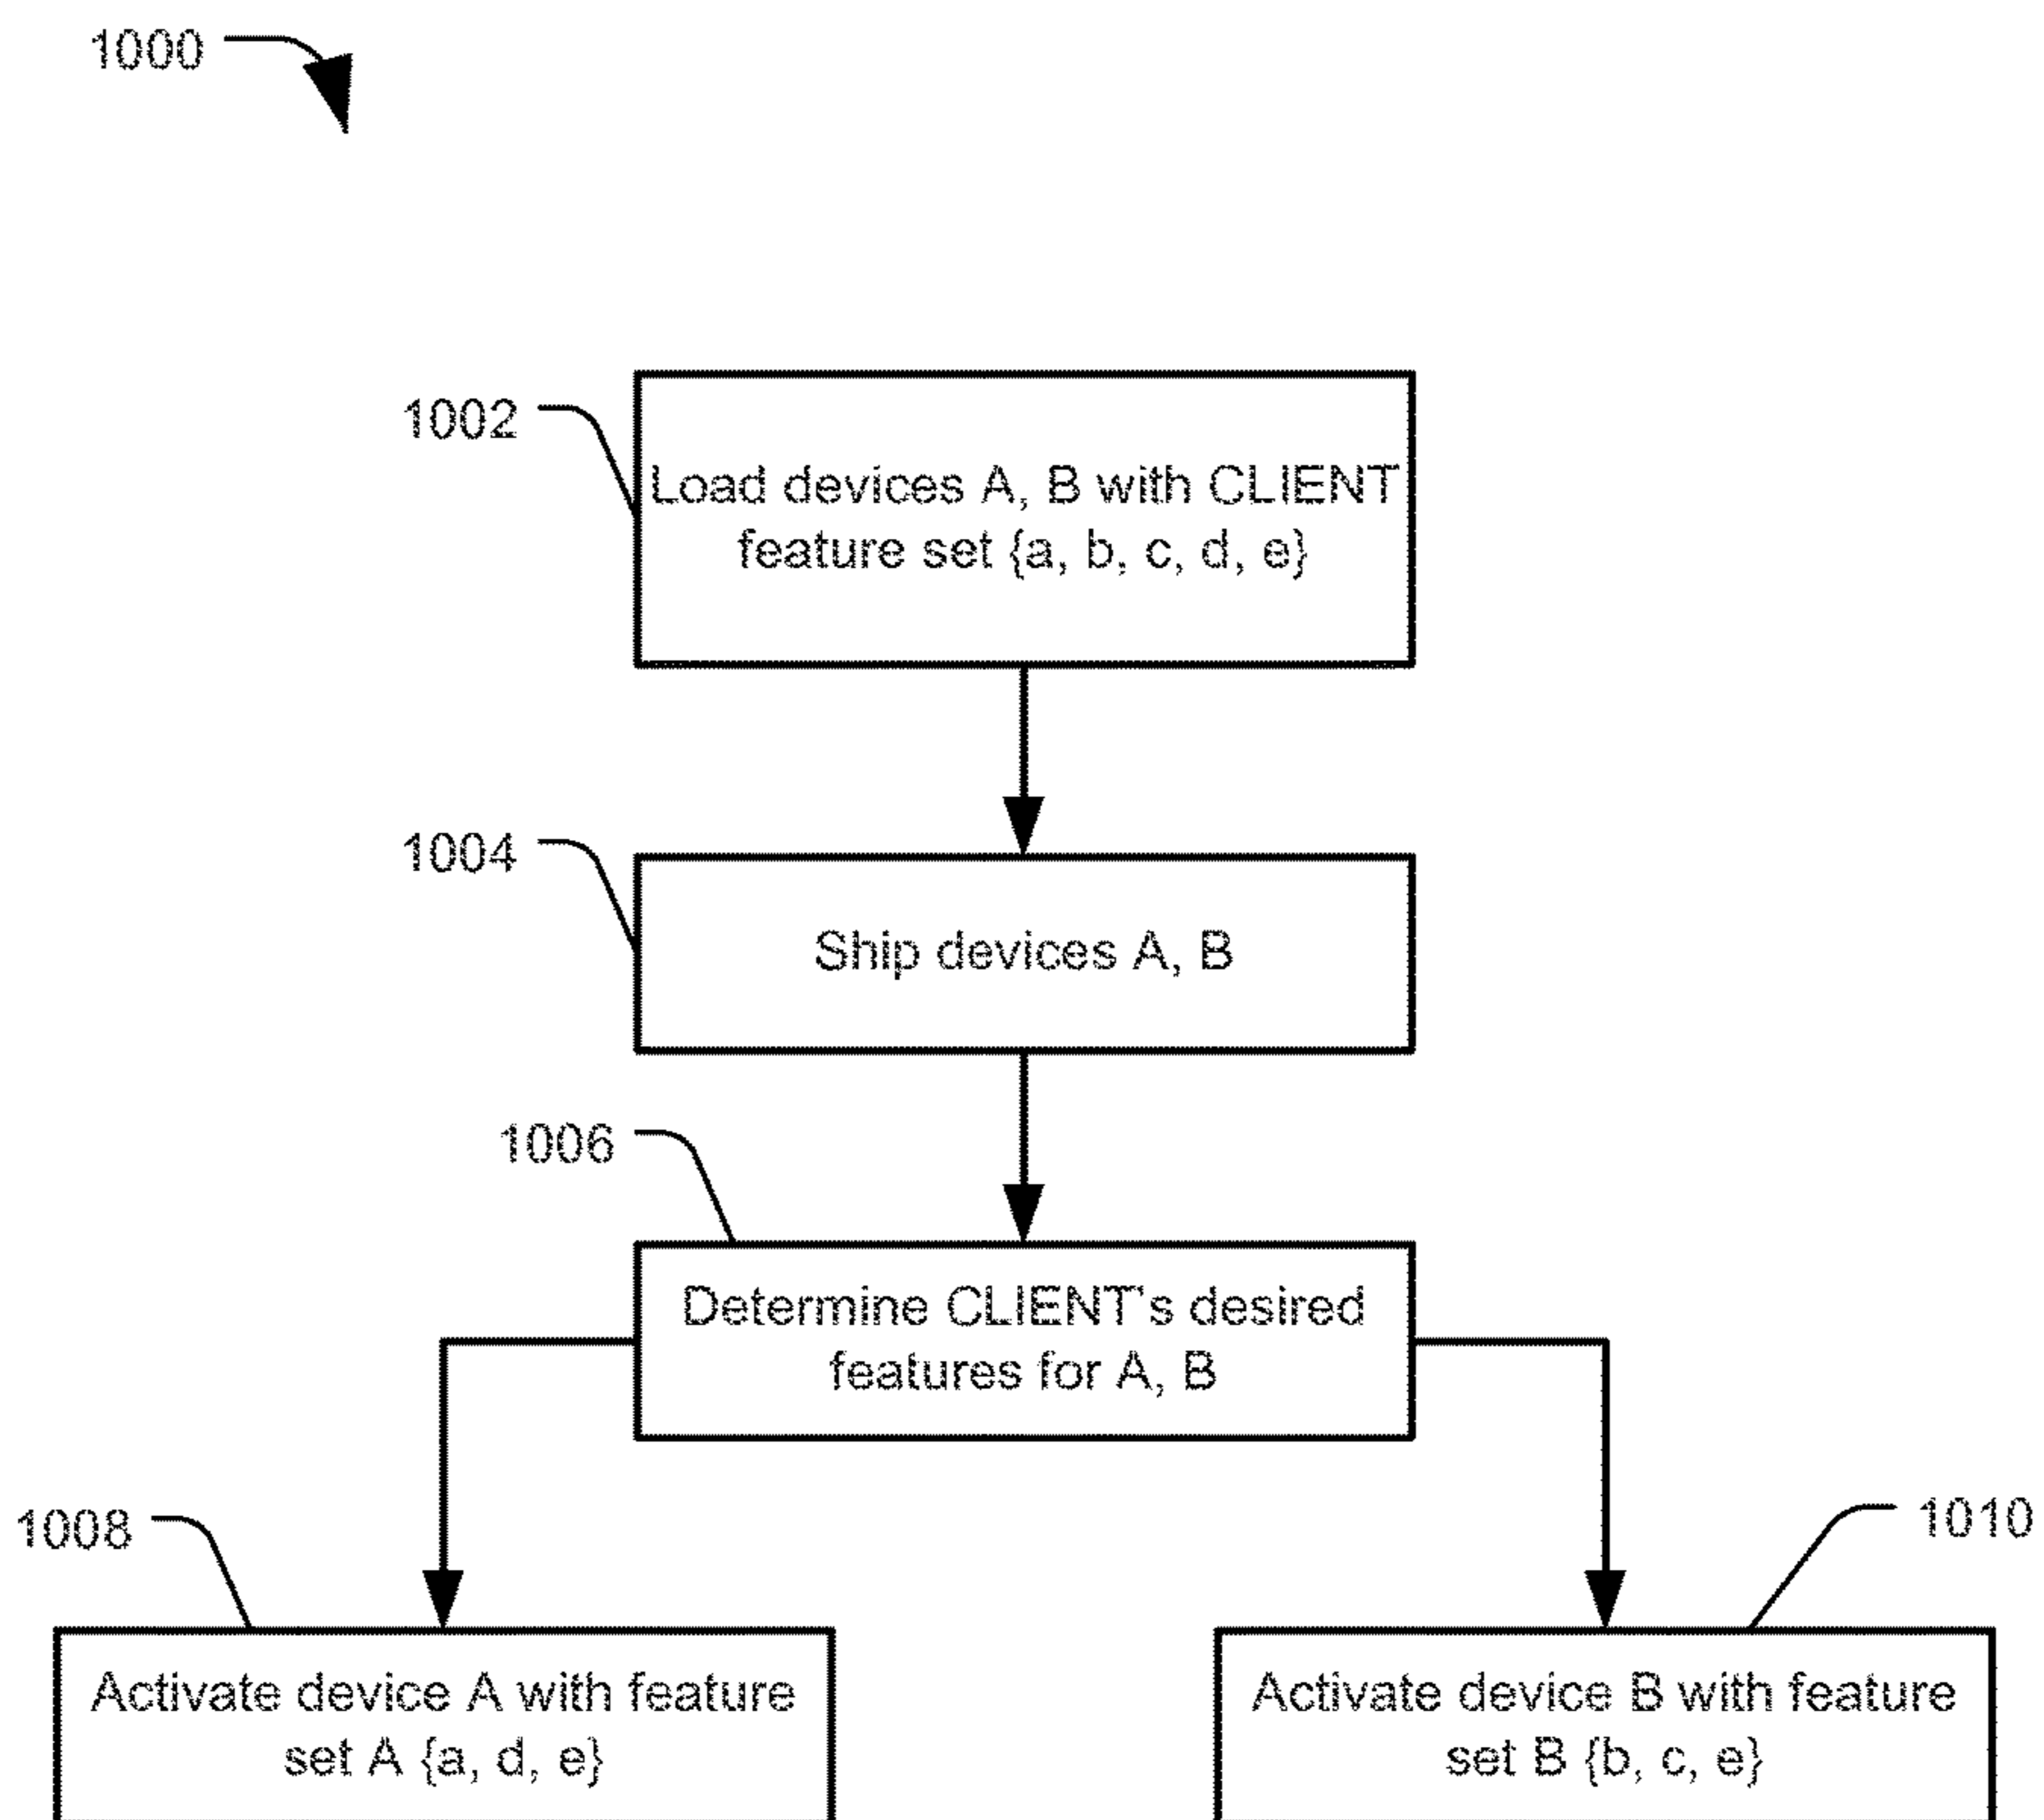 1000
1002
Load devices A, B with CLIENT
feature set {a, b, c, d, e}
1004
Ship devices A, B
1006
Determine CLIENT's desired
features for A, B
1008
1010
Activate device A with feature
set A {a, d, e}
Activate device B with feature
set B {b, c, e}